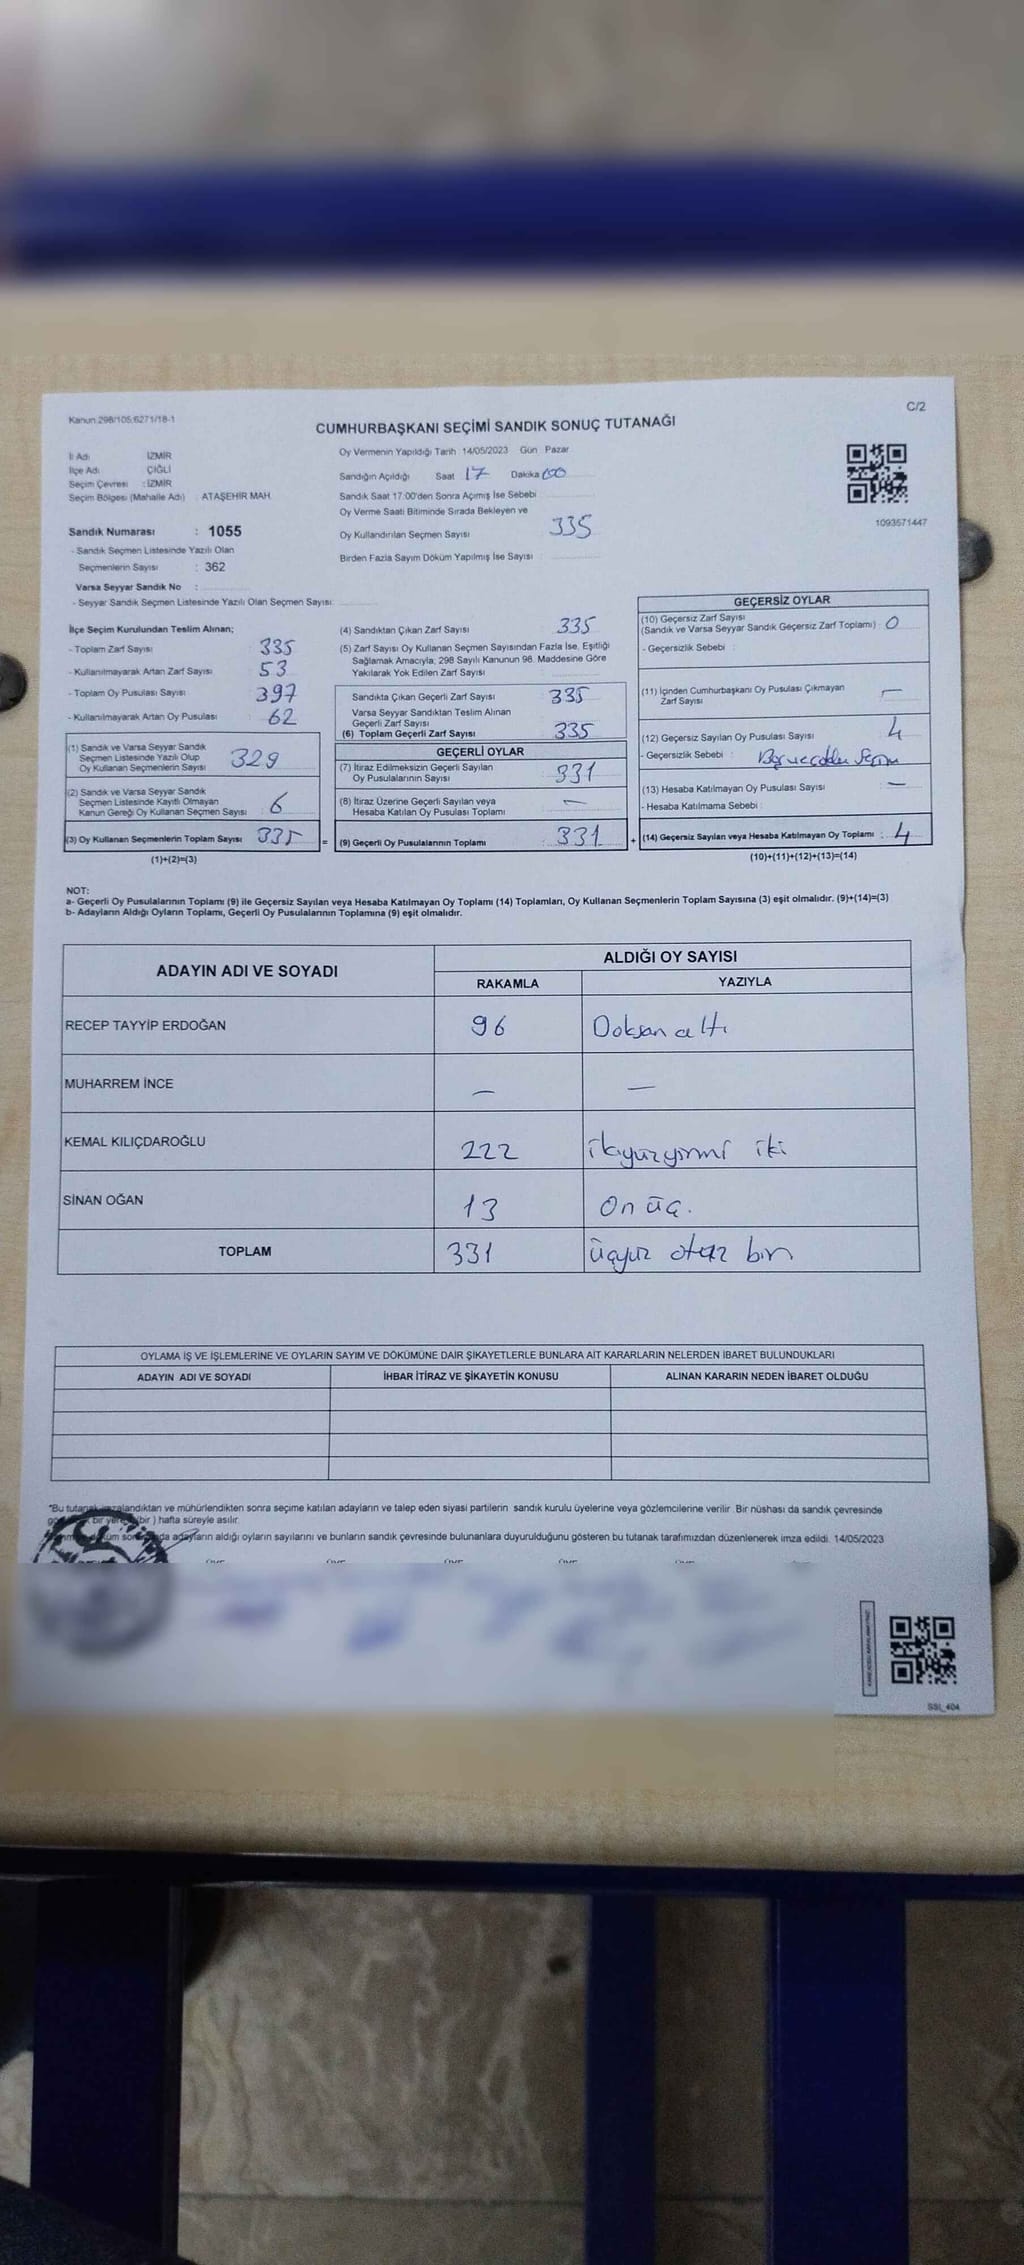 Kanun 298/105;6271/18-1
C/2
CUMHURBAŞKANI SEÇİMİ SANDIK SONUÇ TUTANAĞI
İl Adı : İZMİR
İlçe Adı : ÇİĞLİ
Seçim Çevresi : İZMİR
Seçim Bölgesi (Mahalle Adı) : ATAŞEHİR MAH.
Sandık Numarası : 1055
- Sandık Seçmen Listesinde Yazılı Olan
Seçmenlerin Sayısı : 362
Varsa Seyyar Sandık No :
- Seyyar Sandık Seçmen Listesinde Yazılı Olan Seçmen Sayısı:
Oy Vermenin Yapıldığı Tarih 14/05/2023 Gün Pazar
Sandığın Açıldığı Saat 17 Dakika 00
Sandık Saat 17:00'den Sonra Açımış İse Sebebi
Oy Verme Saati Bitiminde Sırada Bekleyen ve
Oy Kullandırılan Seçmen Sayısı 335
Birden Fazla Sayım Döküm Yapılmış İse Sayısı :
1093571447
İlçe Seçim Kurulundan Teslim Alınan;
- Toplam Zarf Sayısı : 335
- Kullanılmayarak Artan Zarf Sayısı : 53
- Toplam Oy Pusulası Sayısı : 397
- Kullanılmayarak Artan Oy Pusulası : 62
(1) Sandık ve Varsa Seyyar Sandık
Seçmen Listesinde Yazılı Olup
Oy Kullanan Seçmenlerin Sayısı 329
(2) Sandık ve Varsa Seyyar Sandık
Seçmen Listesinde Kayıtlı Olmayan
Kanun Gereği Oy Kullanan Seçmen Sayısı : 6
(3) Oy Kullanan Seçmenlerin Toplam Sayısı : 335
(1)+(2)=(3)
(4) Sandıktan Çıkan Zarf Sayısı : 335
(5) Zarf Sayısı Oy Kullanan Seçmen Sayısından Fazla İse, Eşitliği
Sağlamak Amacıyla, 298 Sayılı Kanunun 98. Maddesine Göre
Yakılarak Yok Edilen Zarf Sayısı :
Sandıkta Çıkan Geçerli Zarf Sayısı : 335
Varsa Seyyar Sandıktan Teslim Alınan
Geçerli Zarf Sayısı
(6) Toplam Geçerli Zarf Sayısı : 335
GEÇERLİ OYLAR
(7) İtiraz Edilmeksizin Geçerli Sayılan
Oy Pusulalarının Sayısı : 331
(8) İtiraz Üzerine Geçerli Sayılan veya
Hesaba Katılan Oy Pusulası Toplamı : —
= (9) Geçerli Oy Pusulalarının Toplamı : 331
GEÇERSİZ OYLAR
(10) Geçersiz Zarf Sayısı
(Sandık ve Varsa Seyyar Sandık Geçersiz Zarf Toplamı) : 0
- Geçersizlik Sebebi :
(11) İçinden Cumhurbaşkanı Oy Pusulası Çıkmayan
Zarf Sayısı : —
(12) Geçersiz Sayılan Oy Pusulası Sayısı : 4
- Geçersizlik Sebebi :
(13) Hesaba Katılmayan Oy Pusulası Sayısı : —
- Hesaba Katılmama Sebebi :
+ (14) Geçersiz Sayılan veya Hesaba Katılmayan Oy Toplamı : 4
(10)+(11)+(12)+(13)=(14)
NOT:
a- Geçerli Oy Pusulalarının Toplamı (9) ile Geçersiz Sayılan veya Hesaba Katılmayan Oy Toplamı (14) Toplamları, Oy Kullanan Seçmenlerin Toplam Sayısına (3) eşit olmalıdır. (9)+(14)=(3)
b- Adayların Aldığı Oyların Toplamı, Geçerli Oy Pusulalarının Toplamına (9) eşit olmalıdır.
ADAYIN ADI VE SOYADI ALDIĞI OY SAYISI
RAKAMLA YAZIYLA
RECEP TAYYİP ERDOĞAN 96 Doksan altı
MUHARREM İNCE — —
KEMAL KILIÇDAROĞLU 222 ikiyüzyirmi iki
SİNAN OĞAN 13 On üç.
TOPLAM 331 üçyüz otuz bir
OYLAMA İŞ VE İŞLEMLERİNE VE OYLARIN SAYIM VE DÖKÜMÜNE DAİR ŞİKAYETLERLE BUNLARA AİT KARARLARIN NELERDEN İBARET BULUNDUKLARI
ADAYIN ADI VE SOYADI İHBAR İTİRAZ VE ŞİKAYETİN KONUSU ALINAN KARARIN NEDEN İBARET OLDUĞU
*Bu tutanak imzalandıktan ve mühürlendikten sonra seçime katılan adayların ve talep eden siyasi partilerin sandık kurulu üyelerine veya gözlemcilerine verilir. Bir nüshası da sandık çevresinde
bir yere (bir) hafta süreyle asılır.
adayların aldığı oyların sayılarını ve bunların sandık çevresinde bulunanlara duyurulduğunu gösteren bu tutanak tarafımızdan düzenlenerek imza edildi. 14/05/2023
SSI_404